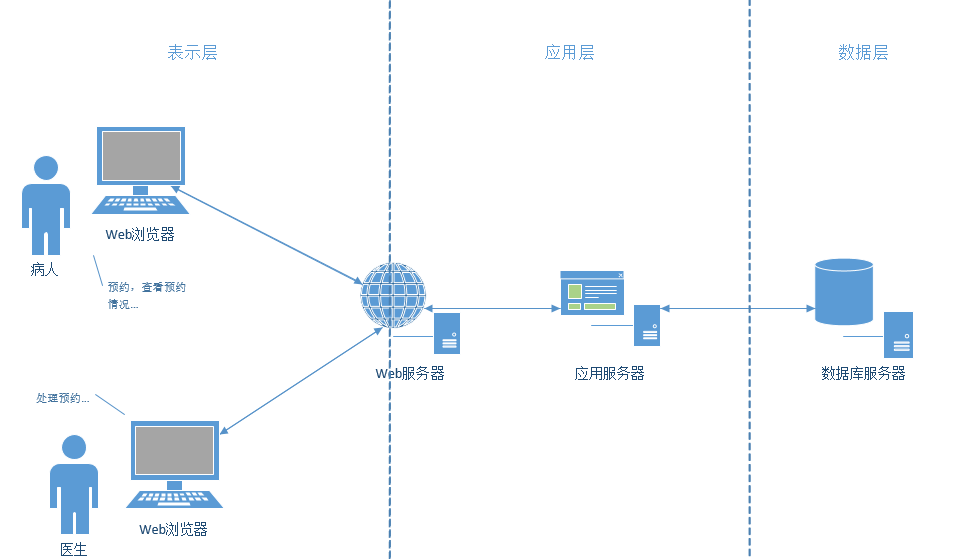 表示层
应用层
数据层
Web浏览器
病人
预约，查看预约
情况...
Web服务器
应用服务器
数据库服务器
处理预约...
Web浏览器
医生